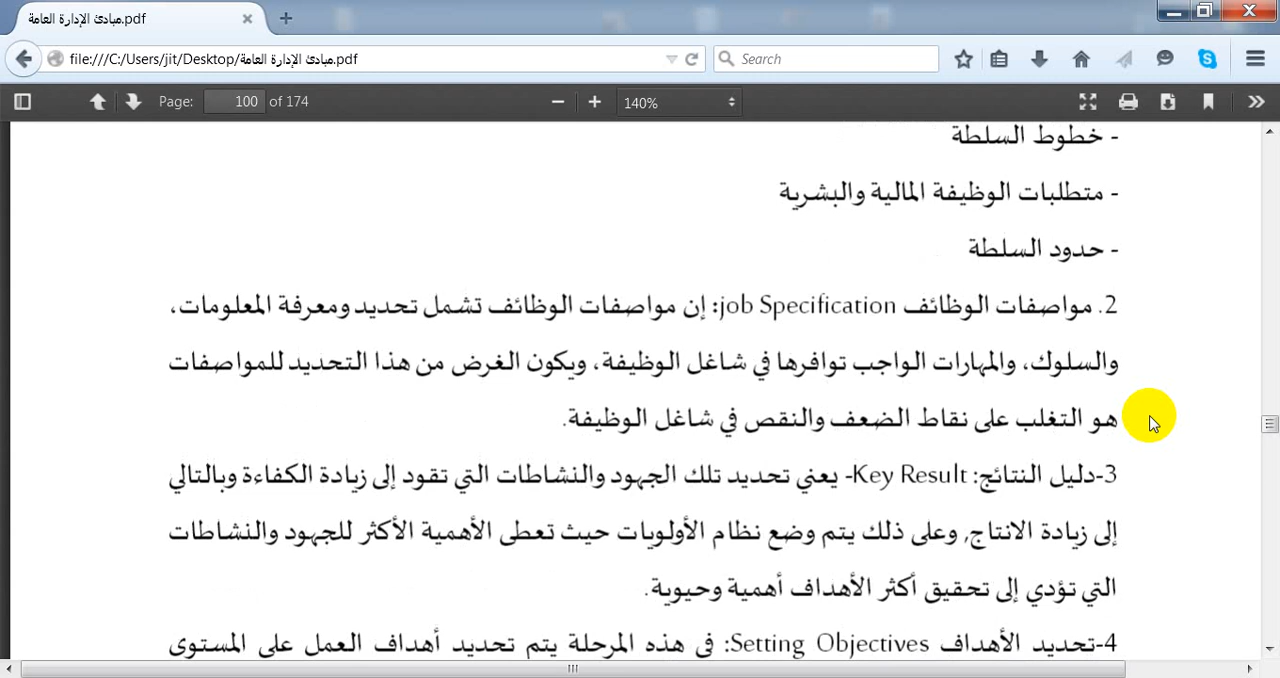 مبادئ الإدارة العامة.pdf
file:///C:/Users/jit/Desktop/مبادئ الإدارة العامة.pdf
Search
Page: 100 of 174
140%
- خطوط السلطة
- متطلبات الوظيفة المالية والبشرية
- حدود السلطة
2. مواصفات الوظائف job Specification: إن مواصفات الوظائف تشمل تحديد ومعرفة المعلومات،
والسلوك، والمهارات الواجب توافرها في شاغل الوظيفة، ويكون الغرض من هذا التحديد للمواصفات
هو التغلب على نقاط الضعف والنقص في شاغل الوظيفة.
3-دليل النتائج: Key Result- يعني تحديد تلك الجهود والنشاطات التي تقود إلى زيادة الكفاءة وبالتالي
إلى زيادة الانتاج, وعلى ذلك يتم وضع نظام الأولويات حيث تعطى الأهمية الأكثر للجهود والنشاطات
التي تؤدي إلى تحقيق أكثر الأهداف أهمية وحيوية.
4-تحديد الأهداف Setting Objectives: في هذه المرحلة يتم تحديد أهداف العمل على المستوى